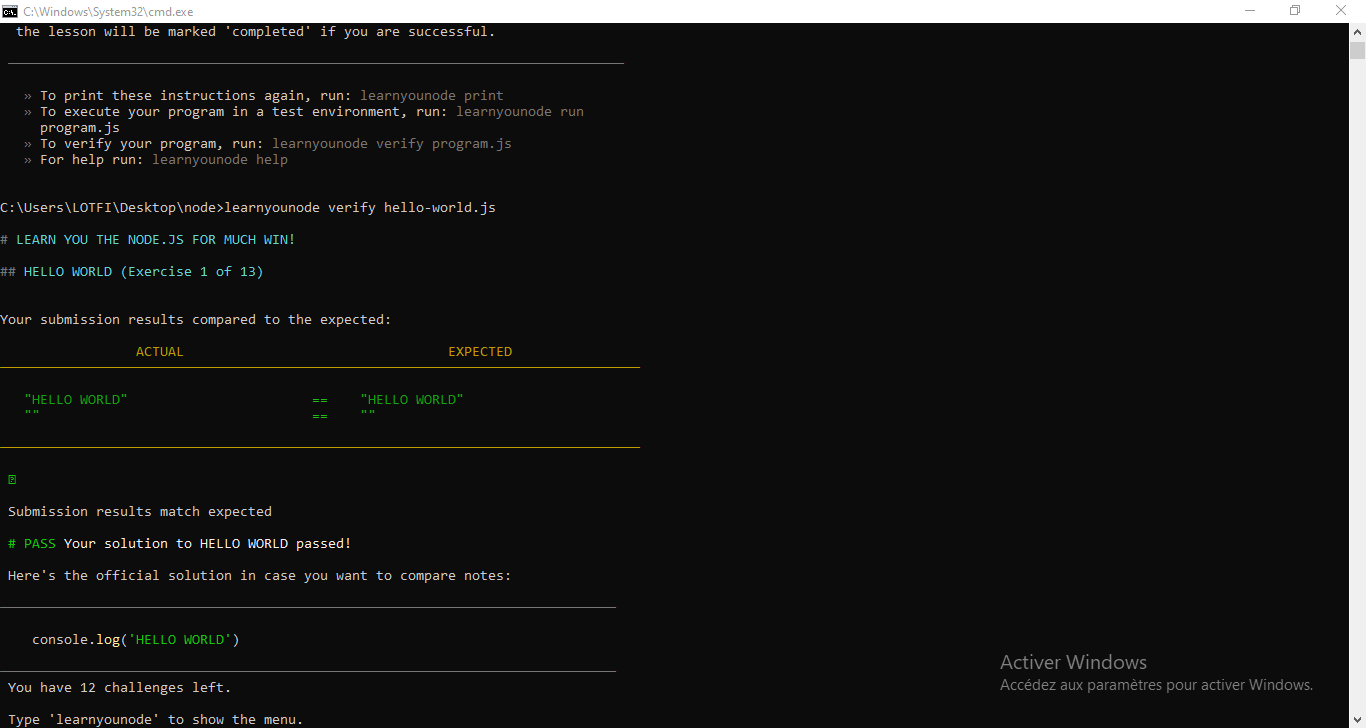 C:\Windows\System32\cmd.exe
the lesson will be marked 'completed' if you are successful.
» To print these instructions again, run: learnyounode print
» To execute your program in a test environment, run: learnyounode run
program.js
» To verify your program, run: learnyounode verify program.js
» For help run: learnyounode help
C:\Users\LOTFI\Desktop\node>learnyounode verify hello-world.js
# LEARN YOU THE NODE.JS FOR MUCH WIN!
## HELLO WORLD (Exercise 1 of 13)
Your submission results compared to the expected:
ACTUAL EXPECTED
"HELLO WORLD" == "HELLO WORLD"
"" == ""
Submission results match expected
# PASS Your solution to HELLO WORLD passed!
Here's the official solution in case you want to compare notes:
console.log('HELLO WORLD')
You have 12 challenges left.
Type 'learnyounode' to show the menu.
Activer Windows
Accédez aux paramètres pour activer Windows.